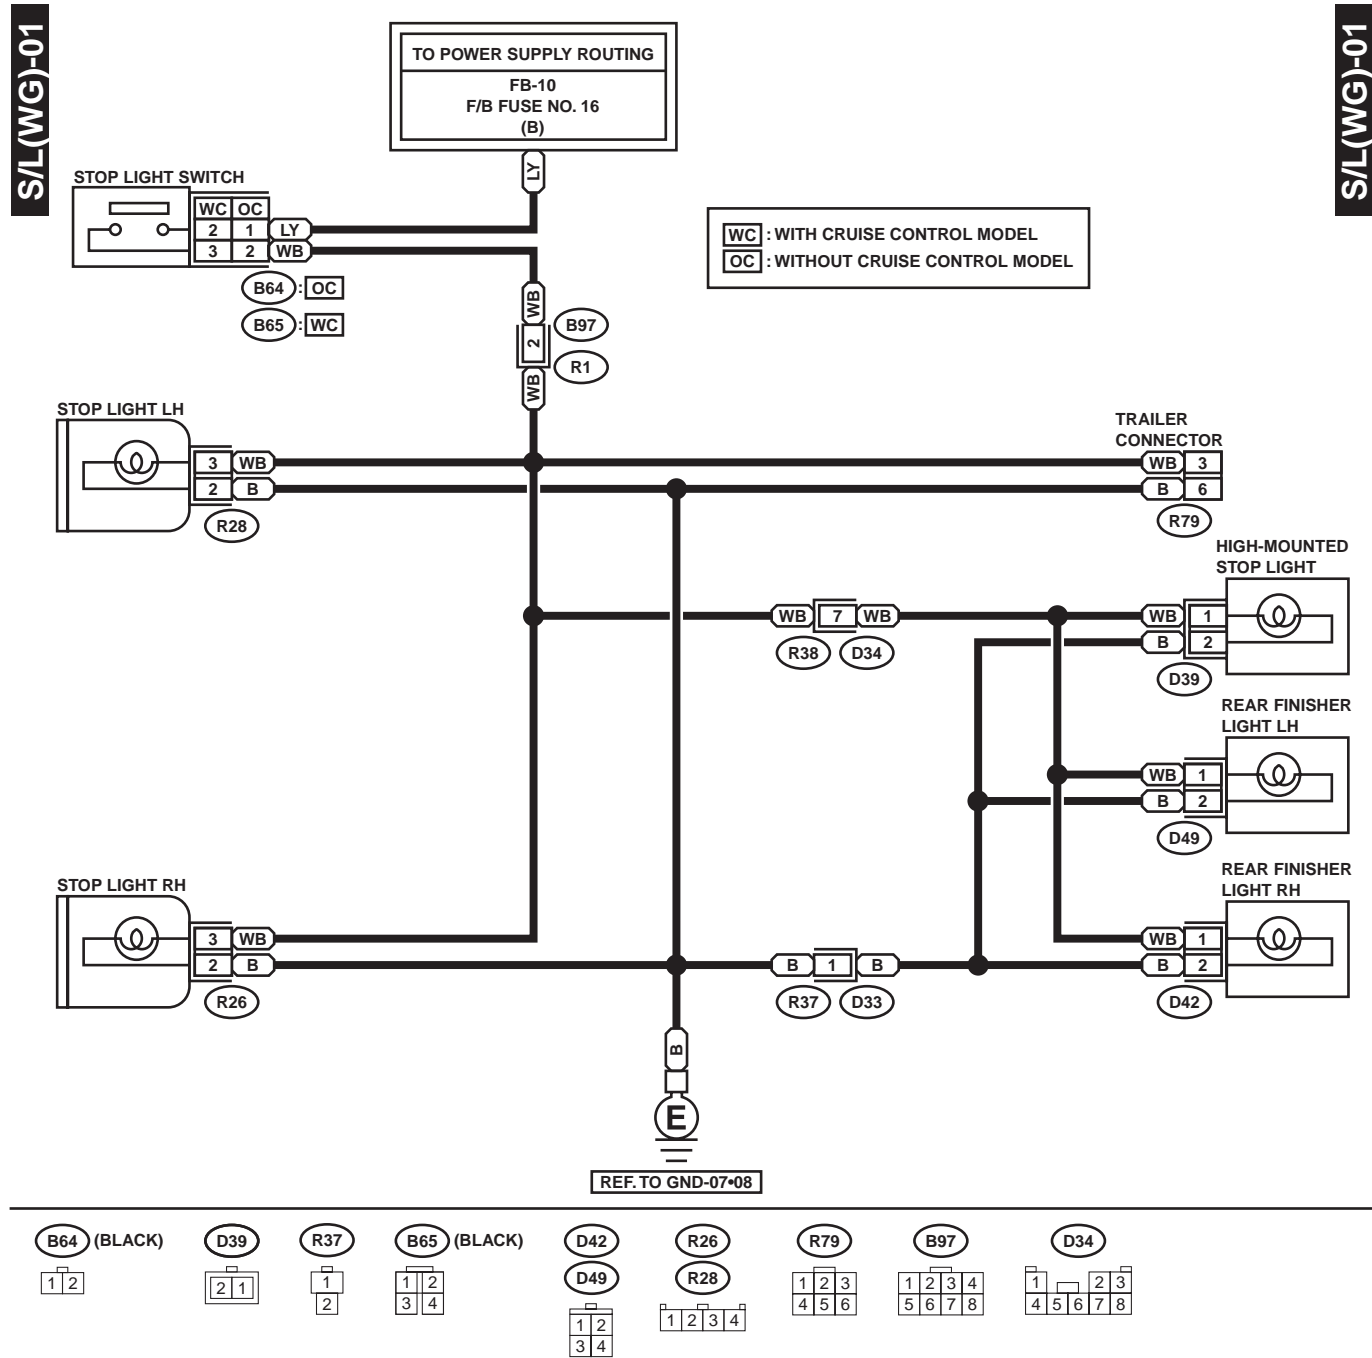 S/L(WG)-01
S/L(WG)-01
TO POWER SUPPLY ROUTING
FB-10
F/B FUSE NO. 16
(B)
LY
STOP LIGHT SWITCH
WC OC
2 1 LY
3 2 WB
B64 : OC
B65 : WC
WC : WITH CRUISE CONTROL MODEL
OC : WITHOUT CRUISE CONTROL MODEL
WB
2
B97
R1
WB
STOP LIGHT LH
3 WB
2 B
R28
TRAILER
CONNECTOR
WB 3
B 6
R79
HIGH-MOUNTED
STOP LIGHT
WB 7 WB
R38 D34
WB 1
B 2
D39
REAR FINISHER
LIGHT LH
WB 1
B 2
D49
STOP LIGHT RH
3 WB
2 B
R26
B 1 B
R37 D33
REAR FINISHER
LIGHT RH
WB 1
B 2
D42
B
E
REF. TO GND-07•08
B64 (BLACK)
1 2
D39
2 1
R37
1
2
B65 (BLACK)
1 2
3 4
D42
D49
1 2
3 4
R26
R28
1 2 3 4
R79
1 2 3
4 5 6
B97
1 2 3 4
5 6 7 8
D34
1 2 3
4 5 6 7 8